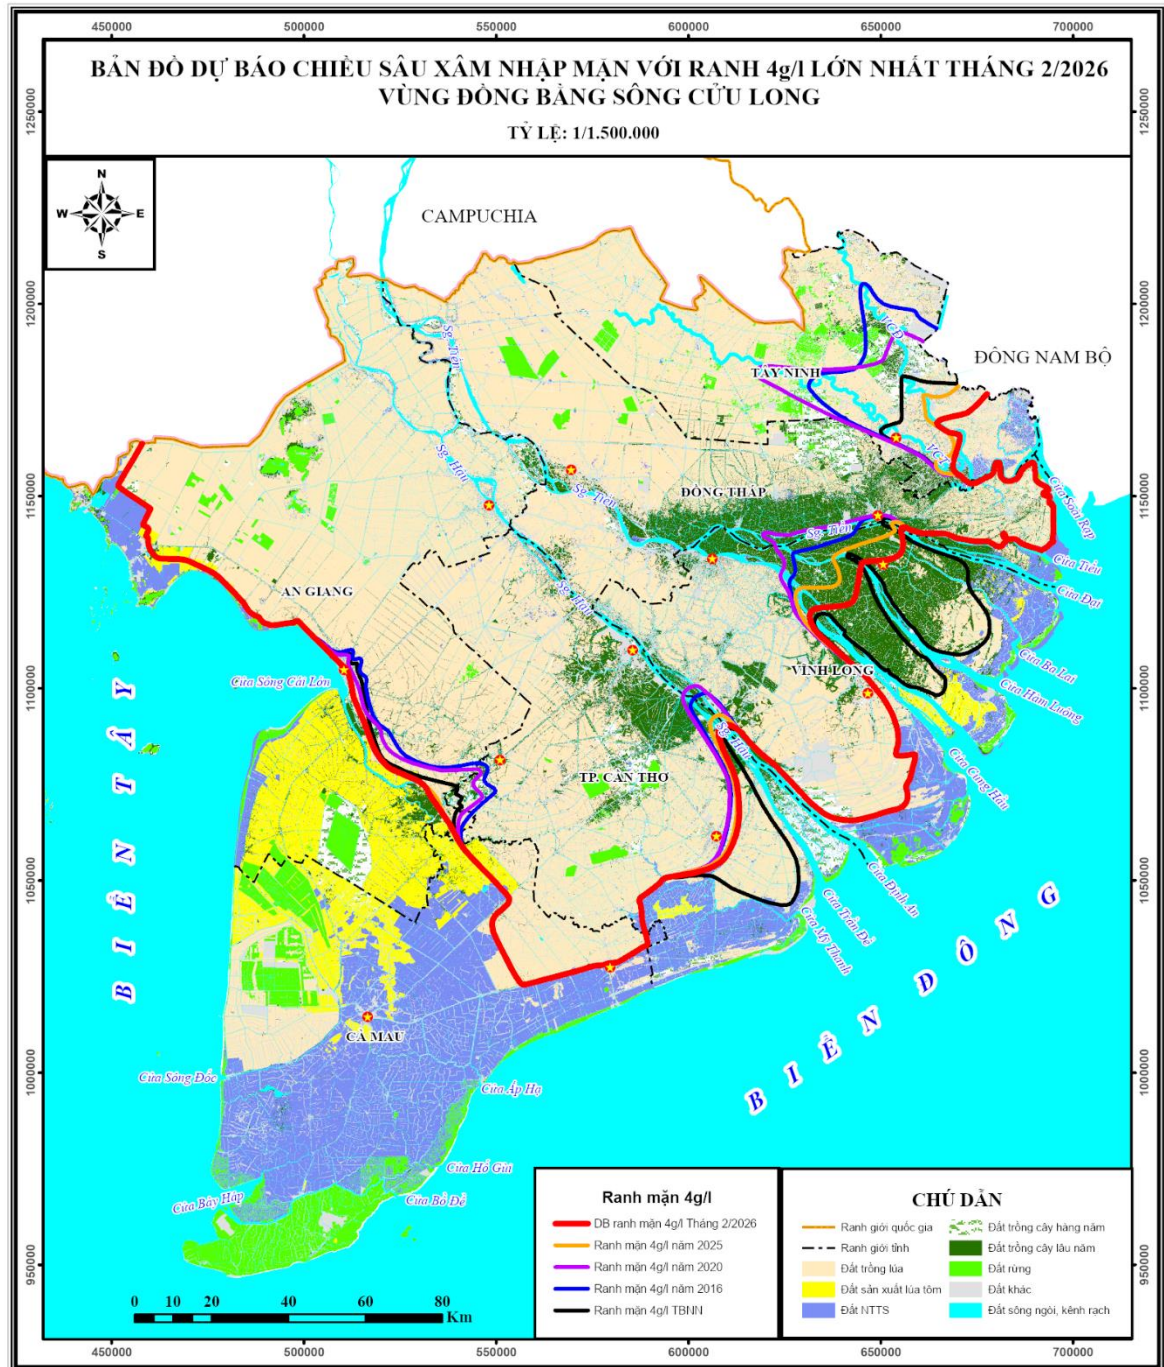 450000 500000 550000 600000 650000 700000
BẢN ĐỒ DỰ BÁO CHIỀU SÂU XÂM NHẬP MẶN VỚI RANH 4g/l LỚN NHẤT THÁNG 2/2026
VÙNG ĐỒNG BẰNG SÔNG CỬU LONG
TỶ LỆ: 1/1.500.000
1250000
1250000
N
W
E
S
CAMPUCHIA
1200000
1200000
Sg. Tiền
VCĐ
ĐÔNG NAM BỘ
TÂY NINH
Sg. Hậu
VCT
1150000
1150000
Sg. Tiền
ĐỒNG THÁP
Cửa Soài Rạp
Sg. Tiền
Cửa Tiểu
Cửa Đại
AN GIANG
Sg. Hậu
Cửa Ba Lai
VĨNH LONG
Cửa Hàm Luông
1100000
1100000
Cửa Sông Cái Lớn
Sg. Hậu
Cửa Cung Hầu
TP. CẦN THƠ
BIỂN TÂY
1050000
1050000
Cửa Định An
Cửa Trần Đề
Cửa Mỹ Thanh
BIỂN ĐÔNG
CÀ MAU
1000000
1000000
Cửa Sông Đốc
Cửa Ấp Hạ
Cửa Hố Gùi
Cửa Bảy Háp
Cửa Bồ Đề
950000
950000
Ranh mặn 4g/l
DB ranh mặn 4g/l Tháng 2/2026
Ranh mặn 4g/l năm 2025
Ranh mặn 4g/l năm 2020
Ranh mặn 4g/l năm 2016
Ranh mặn 4g/l TBNN
CHÚ DẪN
Ranh giới quốc gia
Ranh giới tỉnh
Đất trồng lúa
Đất sản xuất lúa tôm
Đất NTTS
Đất trồng cây hàng năm
Đất trồng cây lâu năm
Đất rừng
Đất khác
Đất sông ngòi, kênh rạch
0 10 20 40 60 80
Km
450000 500000 550000 600000 650000 700000